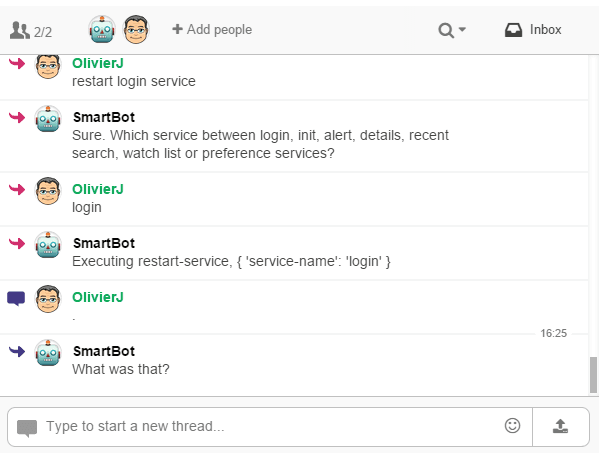 2/2
+ Add people
Inbox
OlivierJ
restart login service
SmartBot
Sure. Which service between login, init, alert, details, recent
search, watch list or preference services?
OlivierJ
login
SmartBot
Executing restart-service, { 'service-name': 'login' }
OlivierJ
.
16:25
SmartBot
What was that?
Type to start a new thread...